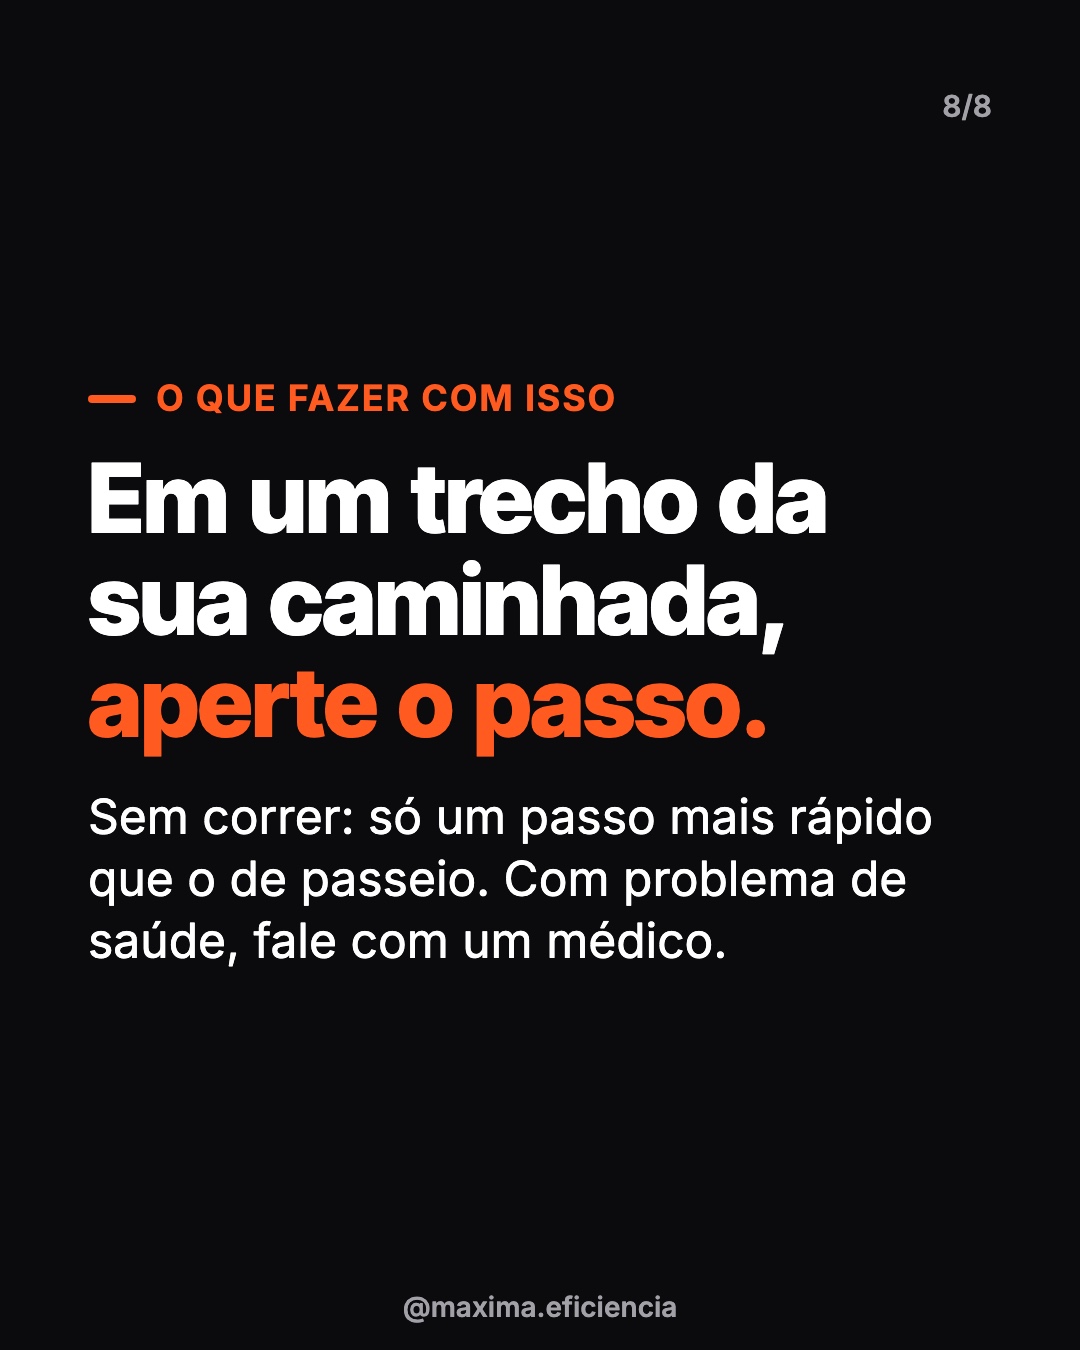 8/8
O QUE FAZER COM ISSO
Em um trecho da
sua caminhada,
aperte o passo.
Sem correr: só um passo mais rápido
que o de passeio. Com problema de
saúde, fale com um médico.
@maxima.eficiencia